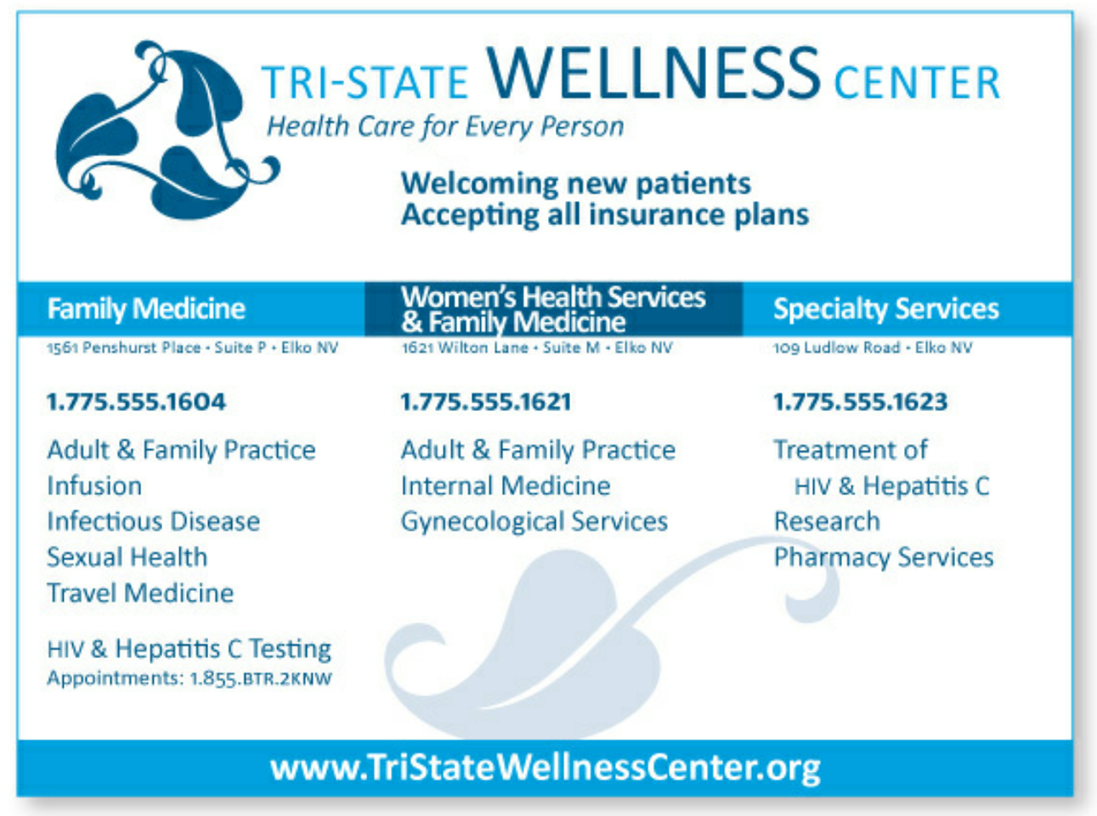 TRI-STATE WELLNESS CENTER
Health Care for Every Person
Welcoming new patients
Accepting all insurance plans
Family Medicine
1561 Penshurst Place • Suite P • Elko NV
1.775.555.1604
Adult & Family Practice
Infusion
Infectious Disease
Sexual Health
Travel Medicine
HIV & Hepatitis C Testing
Appointments: 1.855.BTR.2KNW
Women's Health Services
& Family Medicine
1621 Wilton Lane • Suite M • Elko NV
1.775.555.1621
Adult & Family Practice
Internal Medicine
Gynecological Services
Specialty Services
109 Ludlow Road • Elko NV
1.775.555.1623
Treatment of
HIV & Hepatitis C
Research
Pharmacy Services
www.TriStateWellnessCenter.org